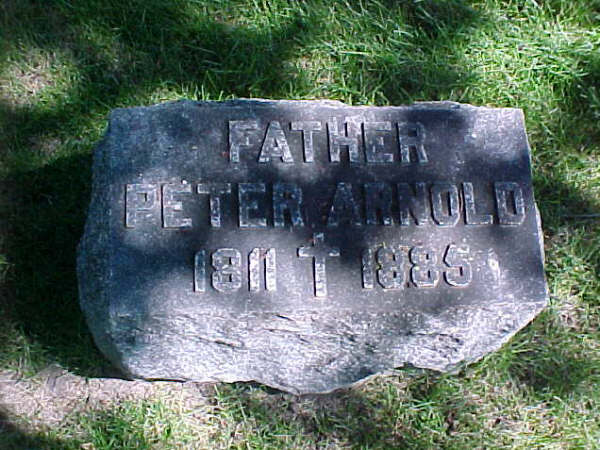 FATHER
PETER ARNOLD
1811 † 1885